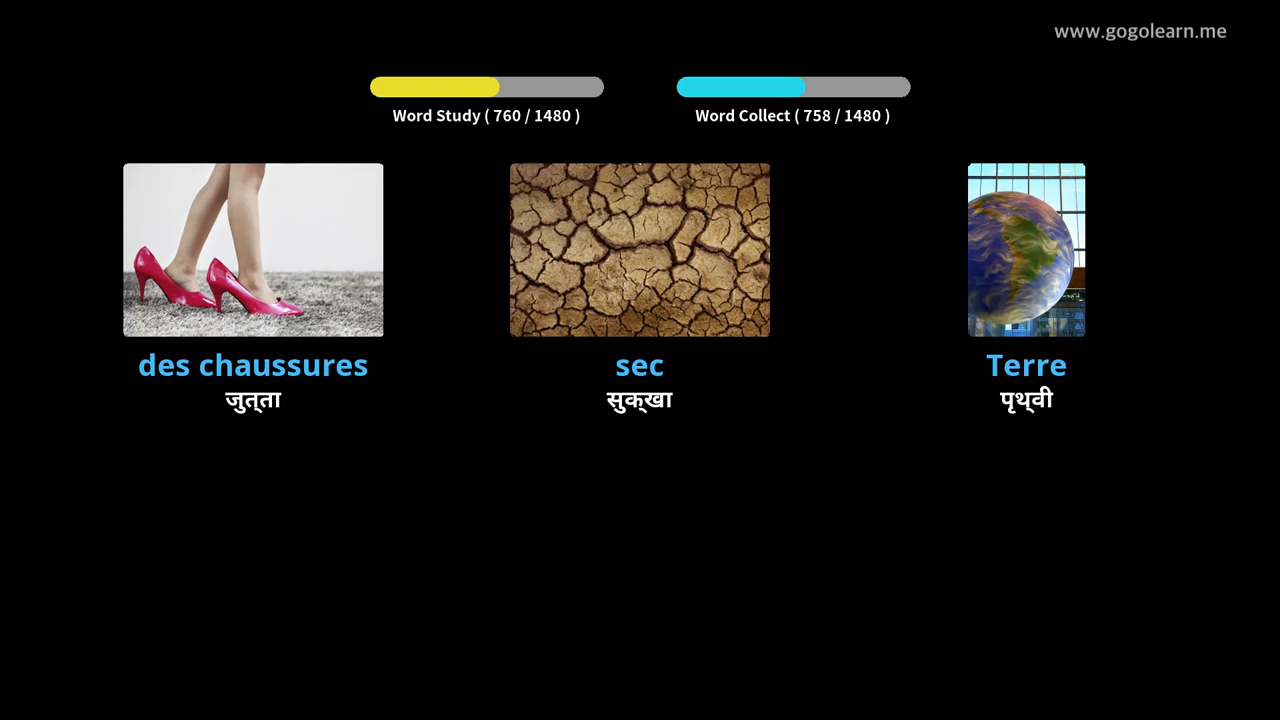 www.gogolearn.me
Word Study ( 760 / 1480 )
Word Collect ( 758 / 1480 )
des chaussures
sec
Terre
जुत्ता
सुक्खा
पृथ्वी